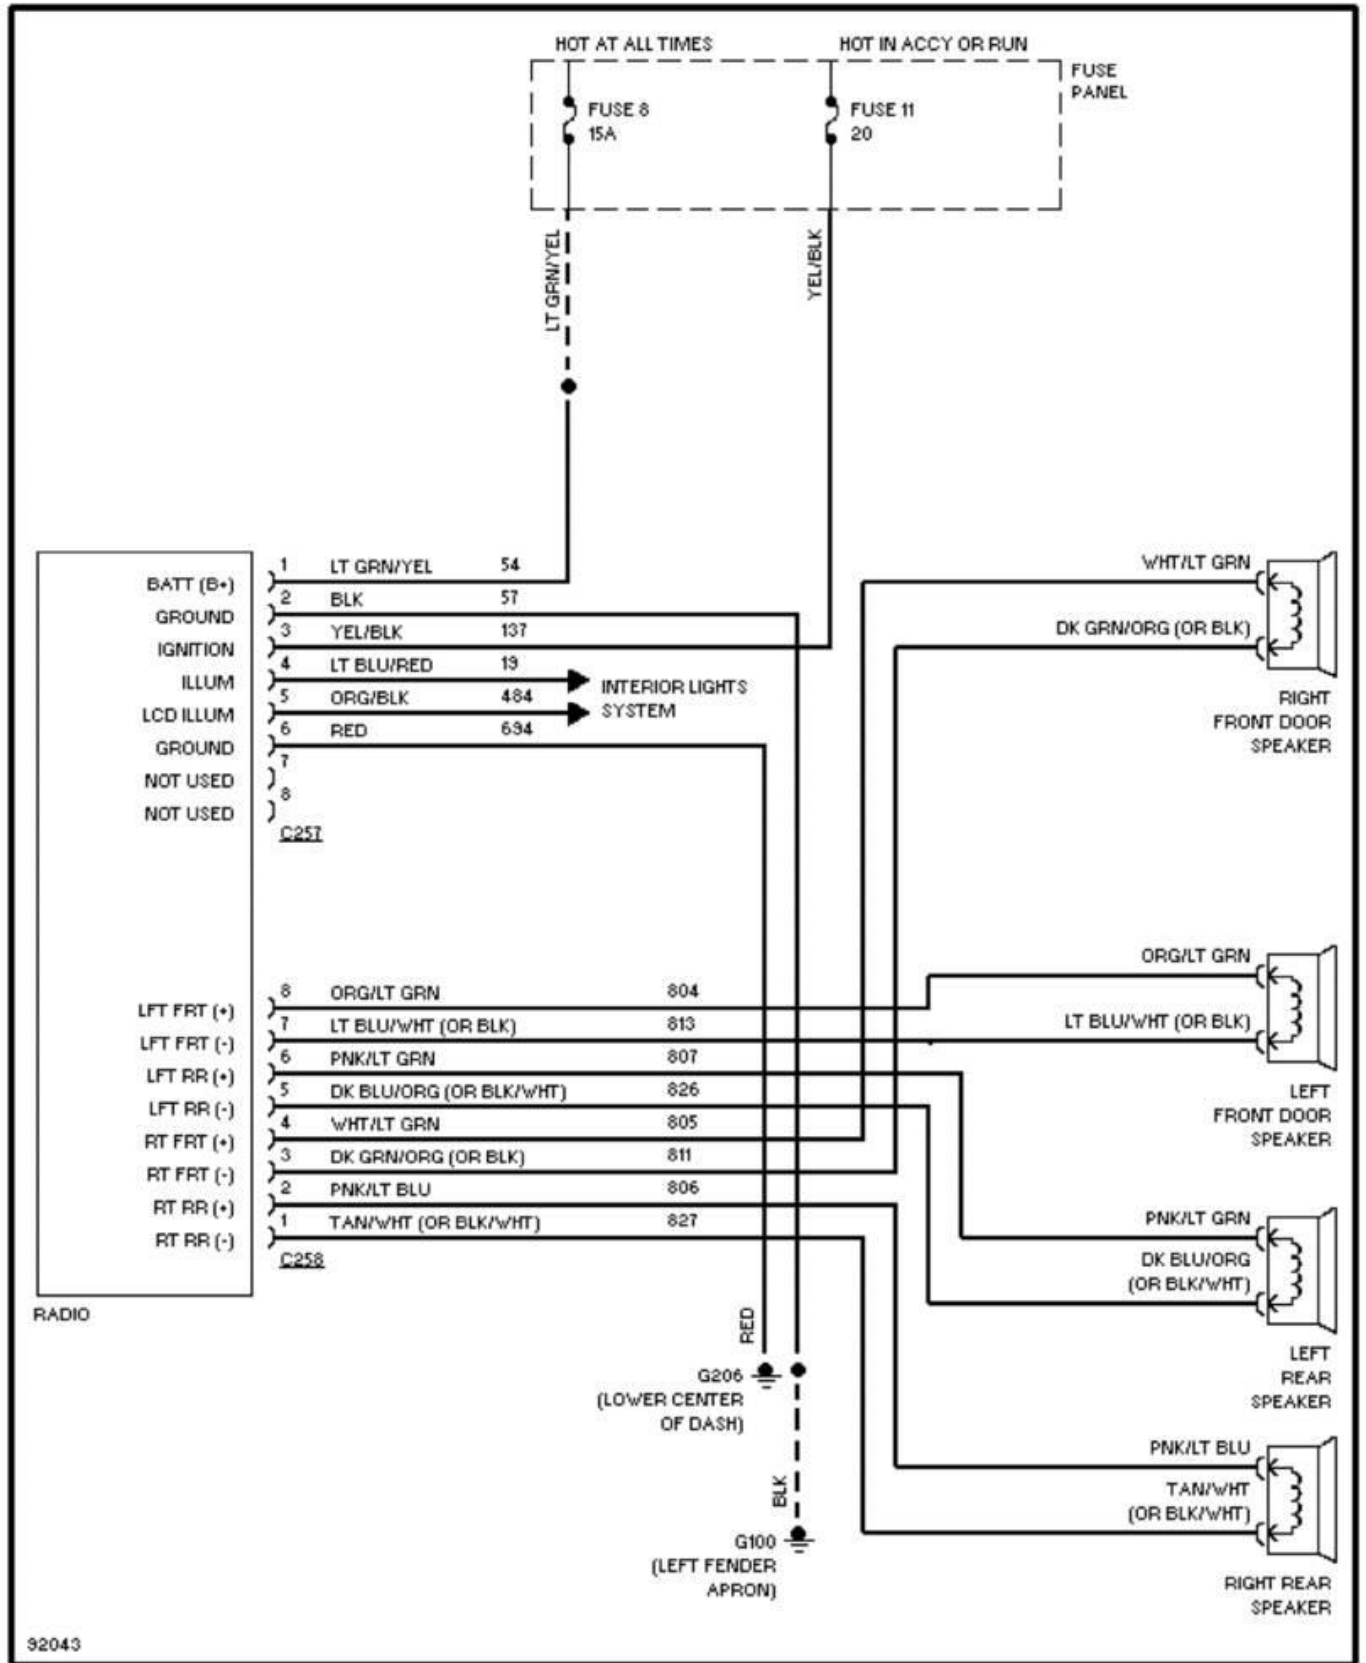 HOT AT ALL TIMES
HOT IN ACCY OR RUN
FUSE
PANEL
FUSE 8
15A
FUSE 11
20
LT GRN/YEL
YEL/BLK
BATT (B+)
GROUND
IGNITION
ILLUM
LCD ILLUM
GROUND
NOT USED
NOT USED
1 LT GRN/YEL 54
2 BLK 57
3 YEL/BLK 137
4 LT BLU/RED 19
5 ORG/BLK 484
6 RED 694
7
8
C257
INTERIOR LIGHTS
SYSTEM
WHT/LT GRN
DK GRN/ORG (OR BLK)
RIGHT
FRONT DOOR
SPEAKER
LFT FRT (+)
LFT FRT (-)
LFT RR (+)
LFT RR (-)
RT FRT (+)
RT FRT (-)
RT RR (+)
RT RR (-)
8 ORG/LT GRN 804
7 LT BLU/WHT (OR BLK) 813
6 PNK/LT GRN 807
5 DK BLU/ORG (OR BLK/WHT) 826
4 WHT/LT GRN 805
3 DK GRN/ORG (OR BLK) 811
2 PNK/LT BLU 806
1 TAN/WHT (OR BLK/WHT) 827
C258
RADIO
ORG/LT GRN
LT BLU/WHT (OR BLK)
LEFT
FRONT DOOR
SPEAKER
PNK/LT GRN
DK BLU/ORG
(OR BLK/WHT)
LEFT
REAR
SPEAKER
RED
G206
(LOWER CENTER
OF DASH)
BLK
G100
(LEFT FENDER
APRON)
PNK/LT BLU
TAN/WHT
(OR BLK/WHT)
RIGHT REAR
SPEAKER
92043